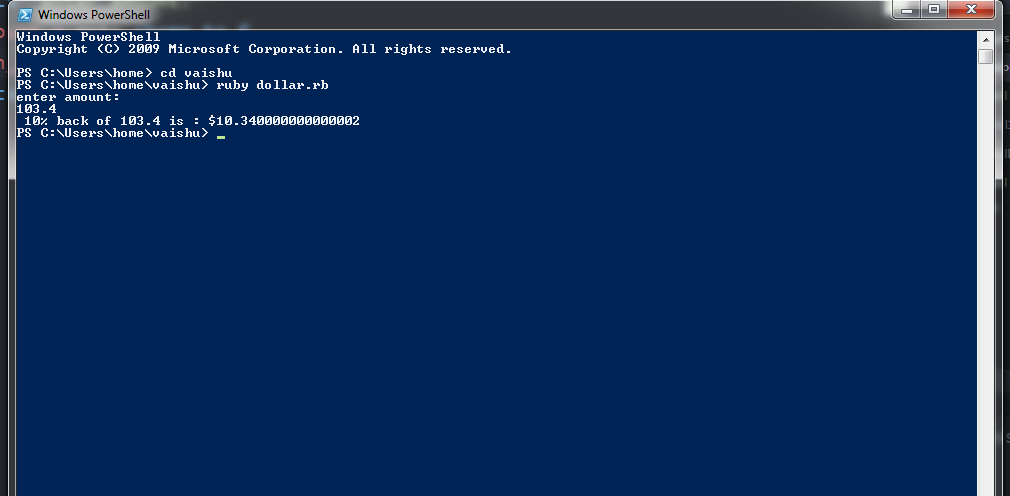 Windows PowerShell
Windows PowerShell
Copyright (C) 2009 Microsoft Corporation. All rights reserved.
PS C:\Users\home> cd vaishu
PS C:\Users\home\vaishu> ruby dollar.rb
enter amount:
103.4
 10% back of 103.4 is : $10.340000000000002
PS C:\Users\home\vaishu>